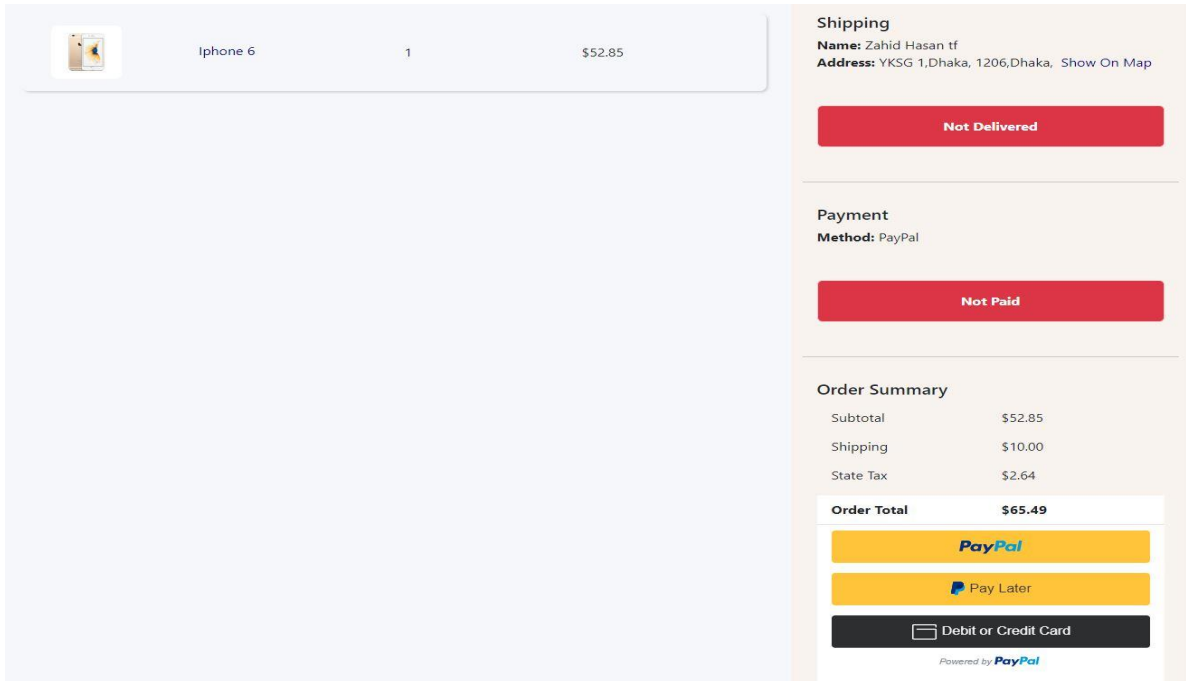 Iphone 6 1 $52.85
Shipping
Name: Zahid Hasan tf
Address: YKSG 1,Dhaka, 1206,Dhaka, Show On Map
Not Delivered
Payment
Method: PayPal
Not Paid
Order Summary
Subtotal $52.85
Shipping $10.00
State Tax $2.64
Order Total $65.49
PayPal
Pay Later
Debit or Credit Card
Powered by PayPal